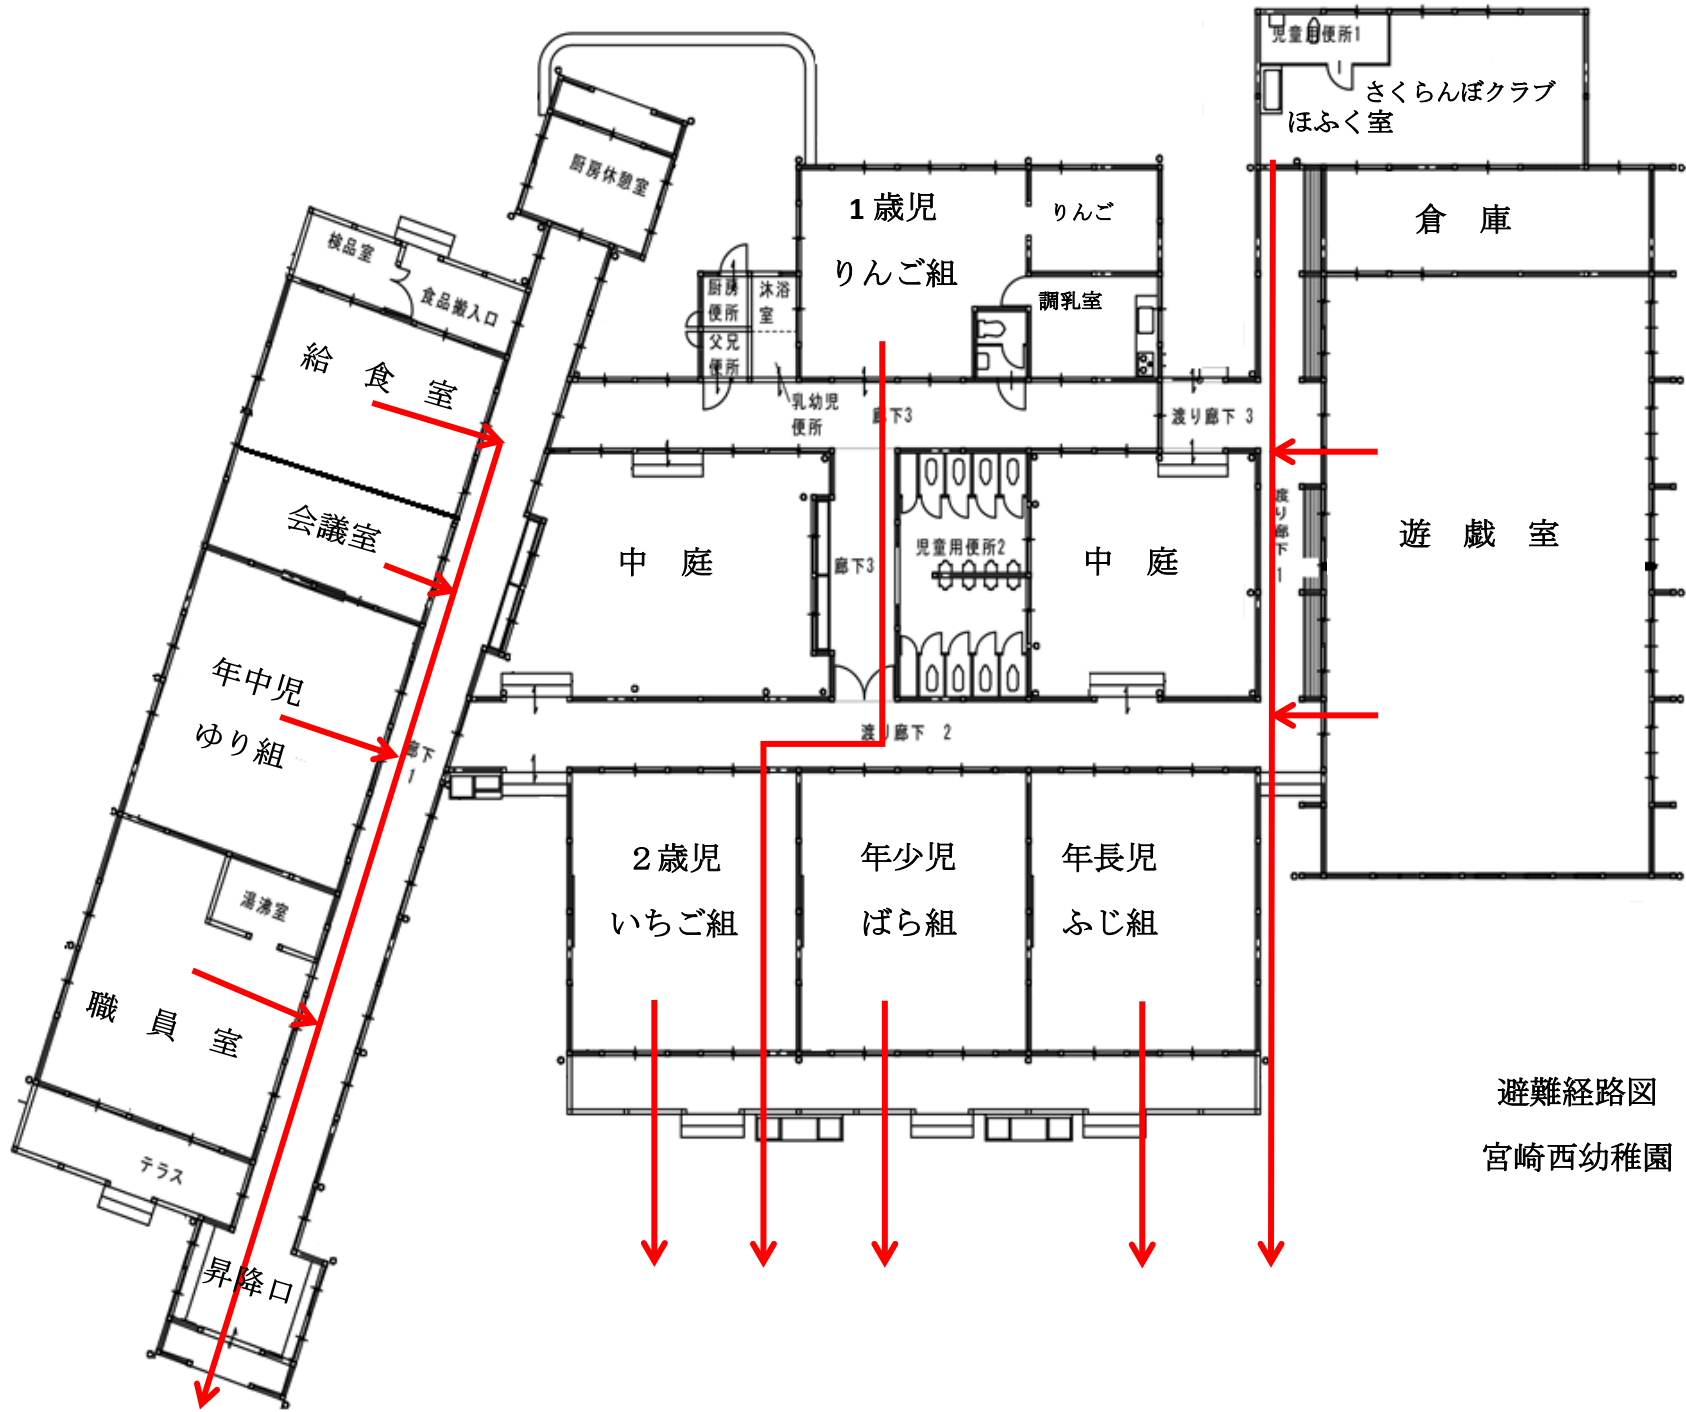 児童用便所1
さくらんぼクラブ
ほふく室
厨房休憩室
1歳児
りんご組
りんご
倉　庫
検品室
食品搬入口
厨房
便所
沐浴
室
父兄
便所
調乳室
給　食　室
乳幼児
便所
廊下3
渡り廊下 3
会議室
中　庭
廊下3
児童用便所2
中　庭
渡り廊下 1
遊　戯　室
年中児
ゆり組
廊下 1
渡り廊下 2
2歳児
いちご組
年少児
ばら組
年長児
ふじ組
湯沸室
職　員　室
テラス
昇降口
避難経路図
宮崎西幼稚園